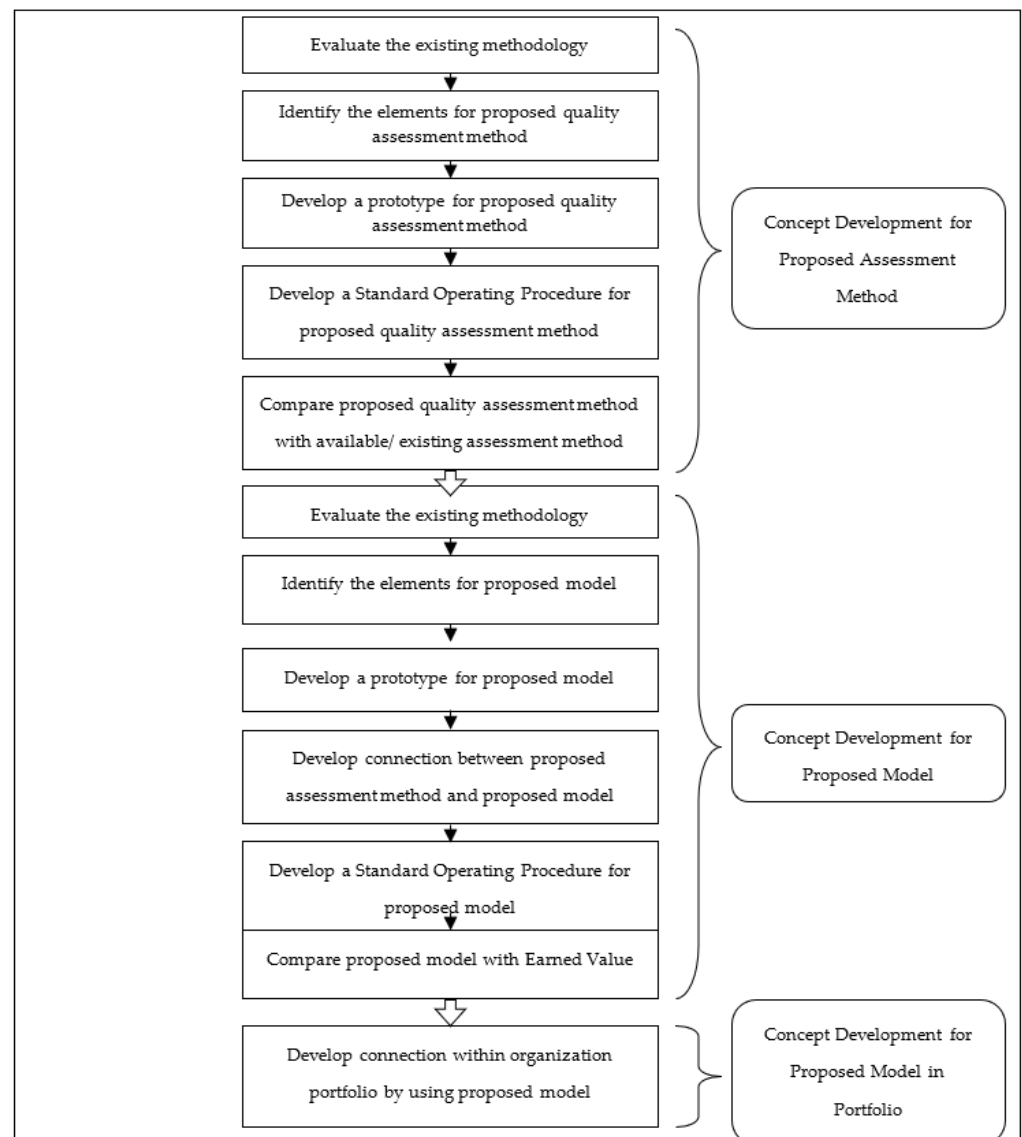 Evaluate the existing methodology
Identify the elements for proposed quality
assessment method
Develop a prototype for proposed quality
assessment method
Develop a Standard Operating Procedure for
proposed quality assessment method
Compare proposed quality assessment method
with available/ existing assessment method
Concept Development for
Proposed Assessment
Method
Evaluate the existing methodology
Identify the elements for proposed model
Develop a prototype for proposed model
Develop connection between proposed
assessment method and proposed model
Develop a Standard Operating Procedure for
proposed model
Compare proposed model with Earned Value
Concept Development for
Proposed Model
Develop connection within organization
portfolio by using proposed model
Concept Development for
Proposed Model in
Portfolio